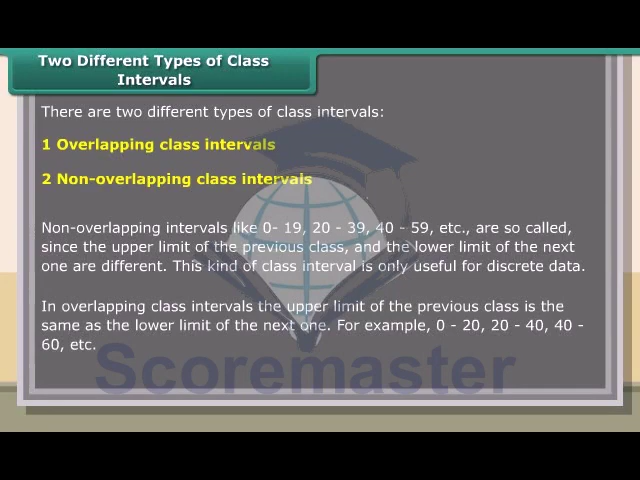 Two Different Types of Class
Intervals
There are two different types of class intervals:
1 Overlapping class intervals
2 Non-overlapping class intervals
Non-overlapping intervals like 0- 19, 20 - 39, 40 - 59, etc., are so called,
since the upper limit of the previous class, and the lower limit of the next
one are different. This kind of class interval is only useful for discrete data.
In overlapping class intervals the upper limit of the previous class is the
same as the lower limit of the next one. For example, 0 - 20, 20 - 40, 40 -
60, etc.
Scoremaster